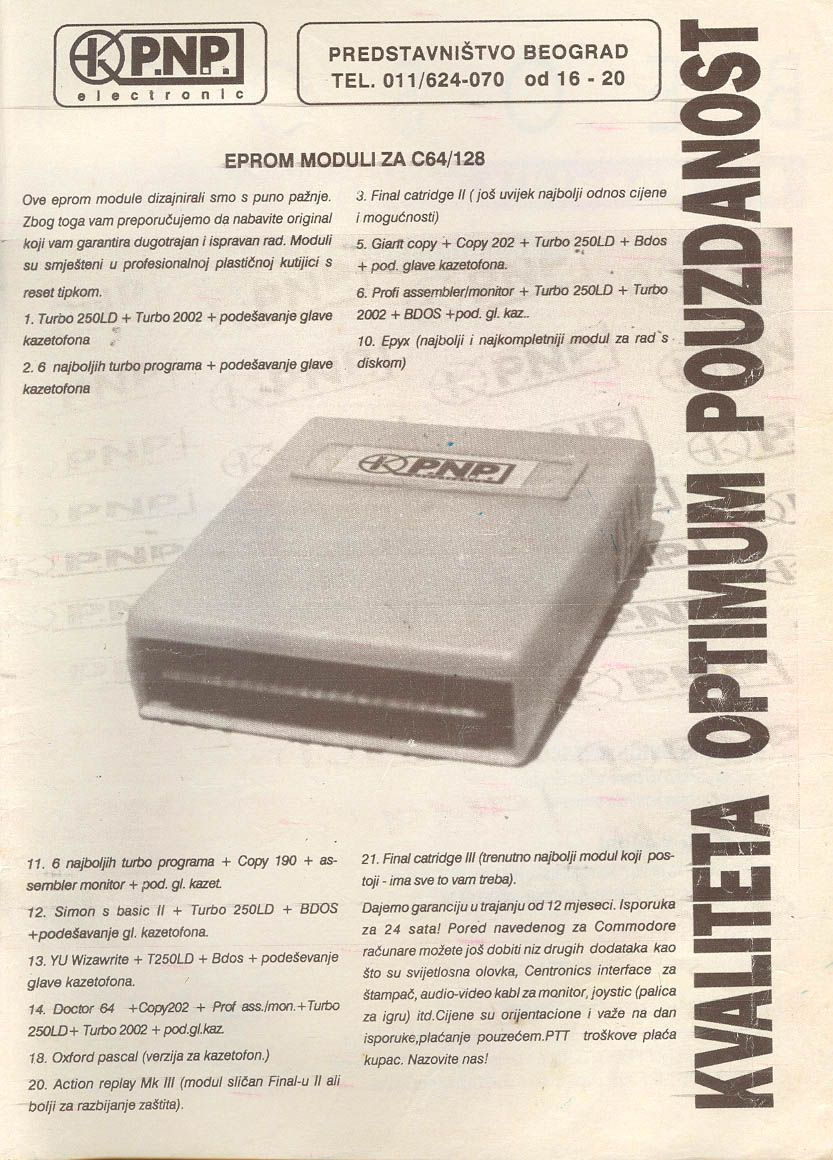 P.N.P.
electronic
PREDSTAVNIŠTVO BEOGRAD
TEL. 011/624-070 od 16 - 20
EPROM MODULI ZA C64/128
Ove eprom module dizajnirali smo s puno pažnje.
Zbog toga vam preporučujemo da nabavite original
koji vam garantira dugotrajan i ispravan rad. Moduli
su smješteni u profesionalnoj plastičnoj kutijici s
reset tipkom.
1. Turbo 250LD + Turbo 2002 + podešavanje glave
kazetofona
2. 6 najboljih turbo programa + podešavanje glave
kazetofona
3. Final catridge II ( još uvijek najbolji odnos cijene
i mogućnosti)
5. Giant copy + Copy 202 + Turbo 250LD + Bdos
+ pod. glave kazetofona.
6. Profi assembler/monitor + Turbo 250LD + Turbo
2002 + BDOS +pod. gl. kaz..
10. Epyx (najbolji i najkompletniji modul za rad s
diskom)
P.N.P.
11. 6 najboljih turbo programa + Copy 190 + as-
sembler monitor + pod. gl. kazet.
12. Simon s basic II + Turbo 250LD + BDOS
+podešavanje gl. kazetofona.
13. YU Wizawrite + T250LD + Bdos + podeševanje
glave kazetofona.
14. Doctor 64 +Copy202 + Prof ass./mon.+Turbo
250LD+ Turbo 2002 + pod.gl.kaz.
18. Oxford pascal (verzija za kazetofon.)
20. Action replay Mk III (modul sličan Final-u II ali
bolji za razbijanje zaštita).
21. Final catridge III (trenutno najbolji modul koji pos-
toji - ima sve to vam treba).
Dajemo garanciju u trajanju od 12 mjeseci. Isporuka
za 24 sata! Pored navedenog za Commodore
računare možete još dobiti niz drugih dodataka kao
što su svijetlosna olovka, Centronics interface za
štampač, audio-video kabl za monitor, joystic (palica
za igru) itd.Cijene su orijentacione i važe na dan
isporuke,plaćanje pouzećem.PTT troškove plaća
kupac. Nazovite nas!
KVALITETA OPTIMUM POUZDANOST